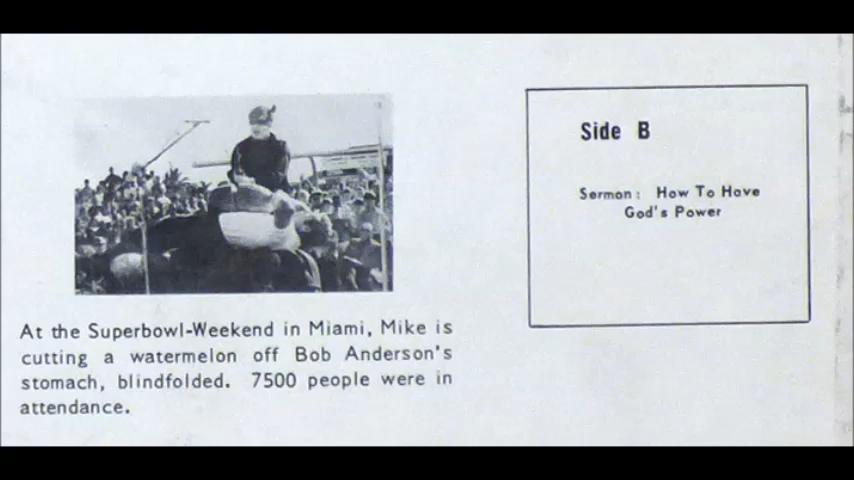 At the Superbowl-Weekend in Miami, Mike is
cutting a watermelon off Bob Anderson's
stomach, blindfolded. 7500 people were in
attendance.
Side B
Sermon: How To Have
God's Power